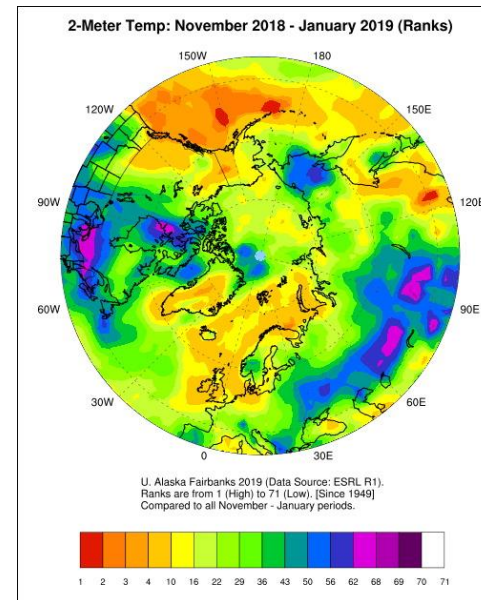 2-Meter Temp: November 2018 - January 2019 (Ranks)
150W 180
120W 150E
90W 120E
60W 90E
30W 60E
0 30E
U. Alaska Fairbanks 2019 (Data Source: ESRL R1).
Ranks are from 1 (High) to 71 (Low). [Since 1949]
Compared to all November - January periods.
1 2 3 4 10 16 22 29 36 43 50 56 62 68 69 70 71